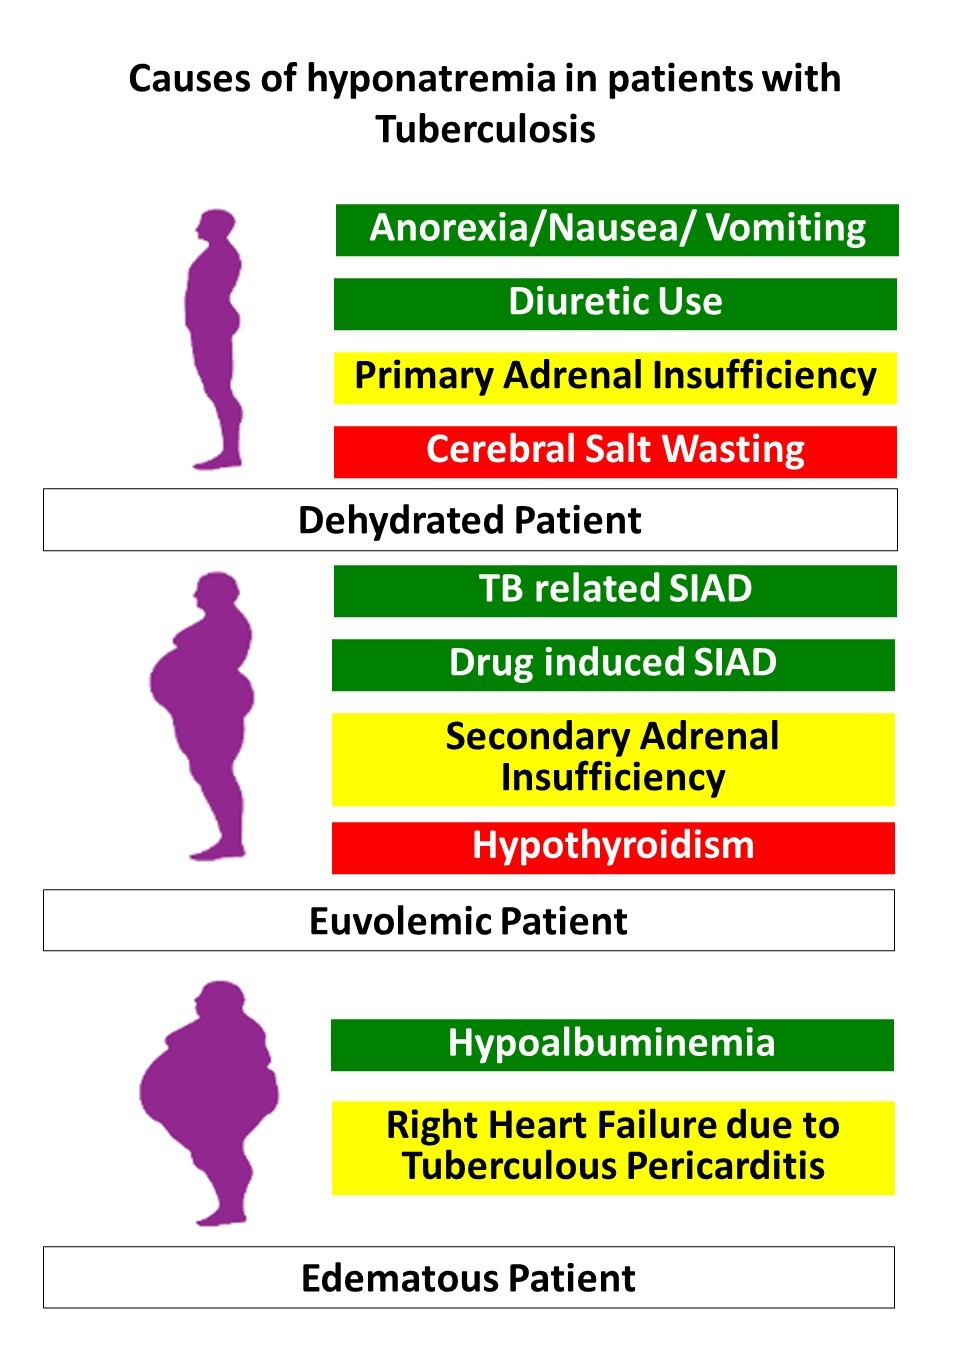 Causes of hyponatremia in patients with
Tuberculosis
Anorexia/Nausea/ Vomiting
Diuretic Use
Primary Adrenal Insufficiency
Cerebral Salt Wasting
Dehydrated Patient
TB related SIAD
Drug induced SIAD
Secondary Adrenal
Insufficiency
Hypothyroidism
Euvolemic Patient
Hypoalbuminemia
Right Heart Failure due to
Tuberculous Pericarditis
Edematous Patient